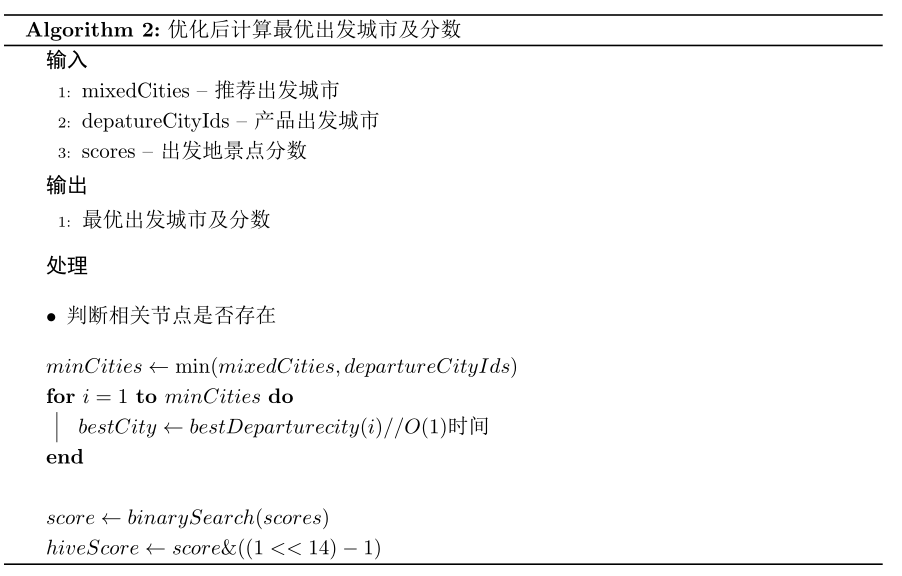 Algorithm 2: 优化后计算最优出发城市及分数
输入
1: mixedCities – 推荐出发城市
2: depatureCityIds – 产品出发城市
3: scores – 出发地景点分数
输出
1: 最优出发城市及分数
处理
• 判断相关节点是否存在
minCities ← min(mixedCities, departureCityIds)
for i = 1 to minCities do
bestCity ← bestDeparturecity(i)//O(1)时间
end
score ← binarySearch(scores)
hiveScore ← score&((1 << 14) − 1)